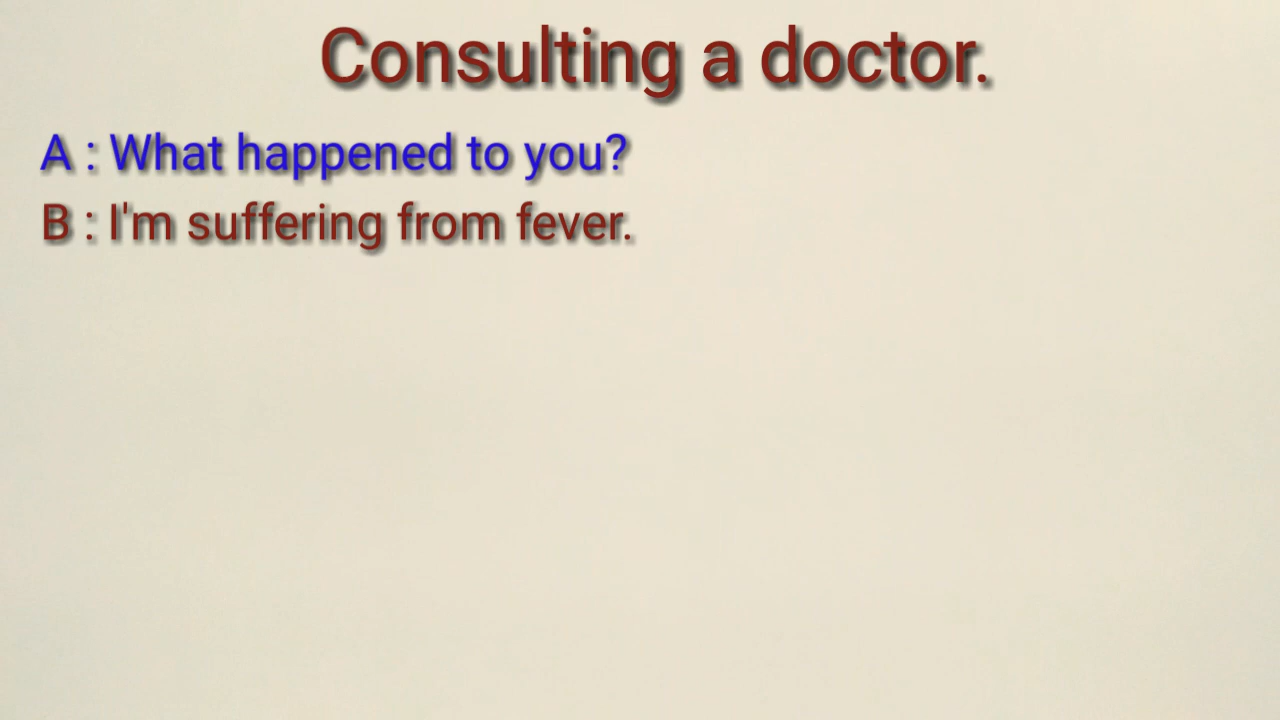 Consulting a doctor.
A : What happened to you?
B : I'm suffering from fever.